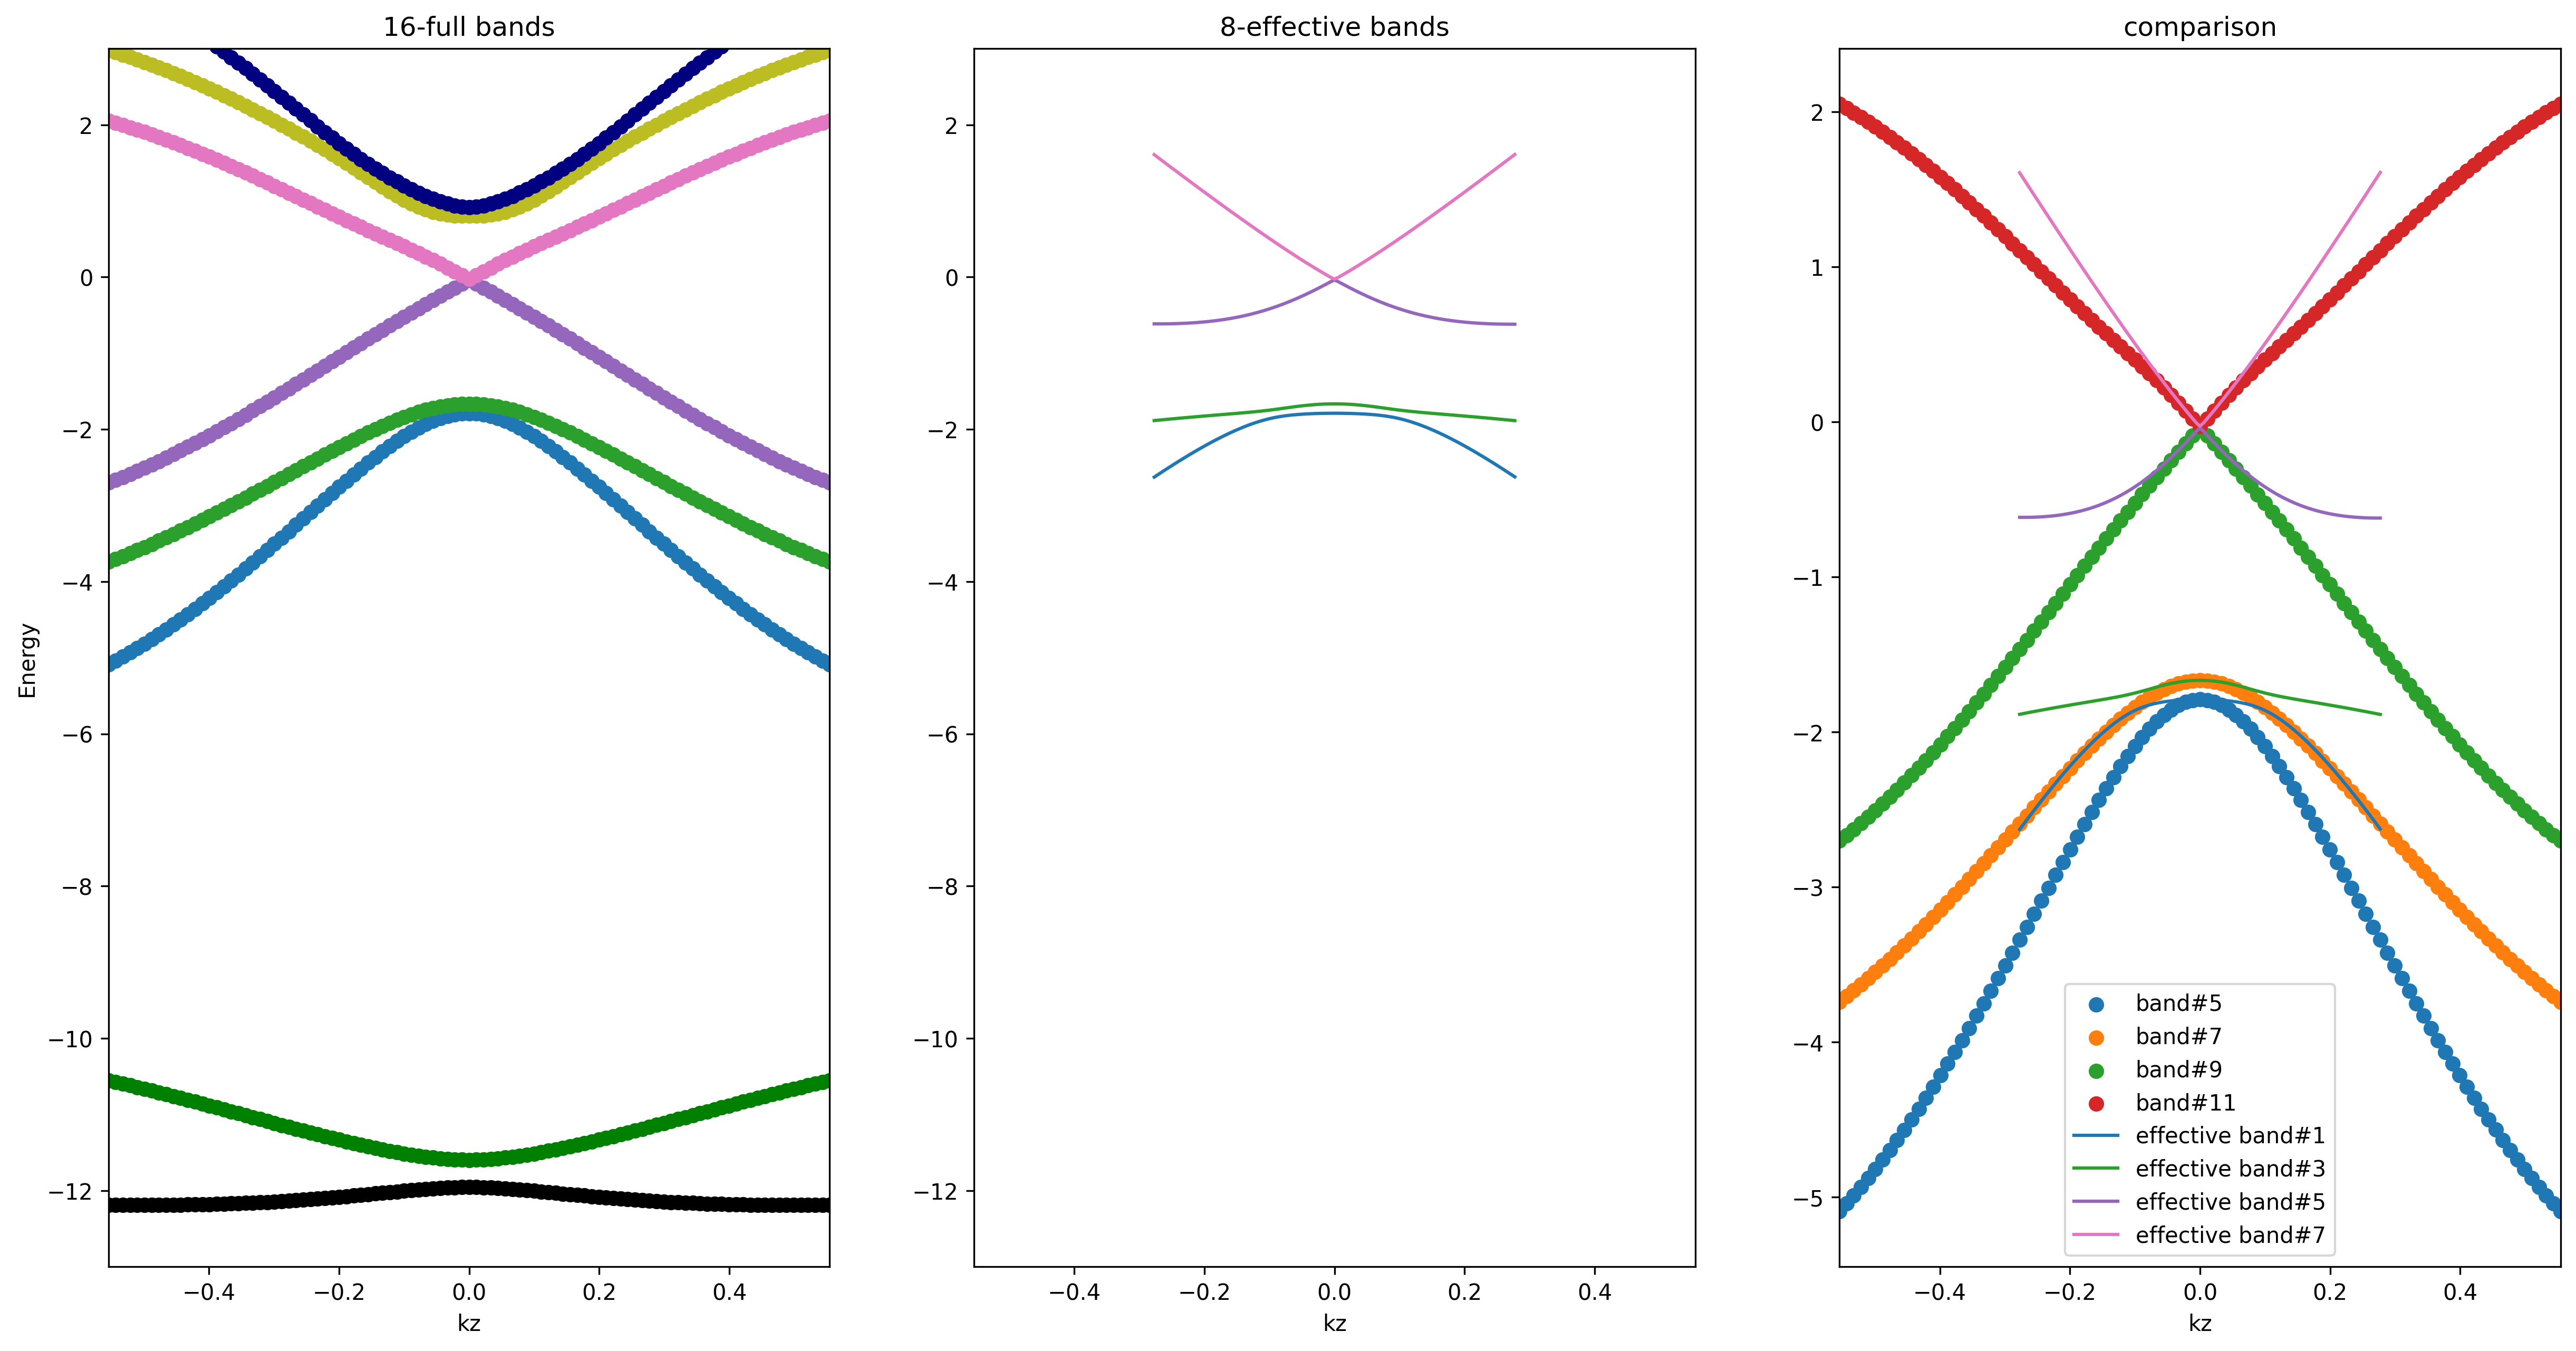 16-full bands
8-effective bands
comparison
Energy
2
0
−2
−4
−6
−8
−10
−12
−0.4 −0.2 0.0 0.2 0.4
kz
2
0
−2
−4
−6
−8
−10
−12
−0.4 −0.2 0.0 0.2 0.4
kz
2
1
0
−1
−2
−3
−4
−5
band#5
band#7
band#9
band#11
effective band#1
effective band#3
effective band#5
effective band#7
−0.4 −0.2 0.0 0.2 0.4
kz